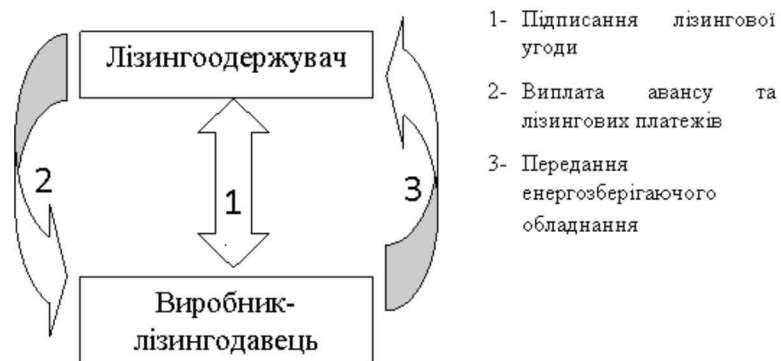 Лізингоодержувач
2
1
3
Виробник-
лізингодавець
1- Підписання лізингової
угоди
2- Виплата авансу та
лізингових платежів
3- Передання
енергозберігаючого
обладнання